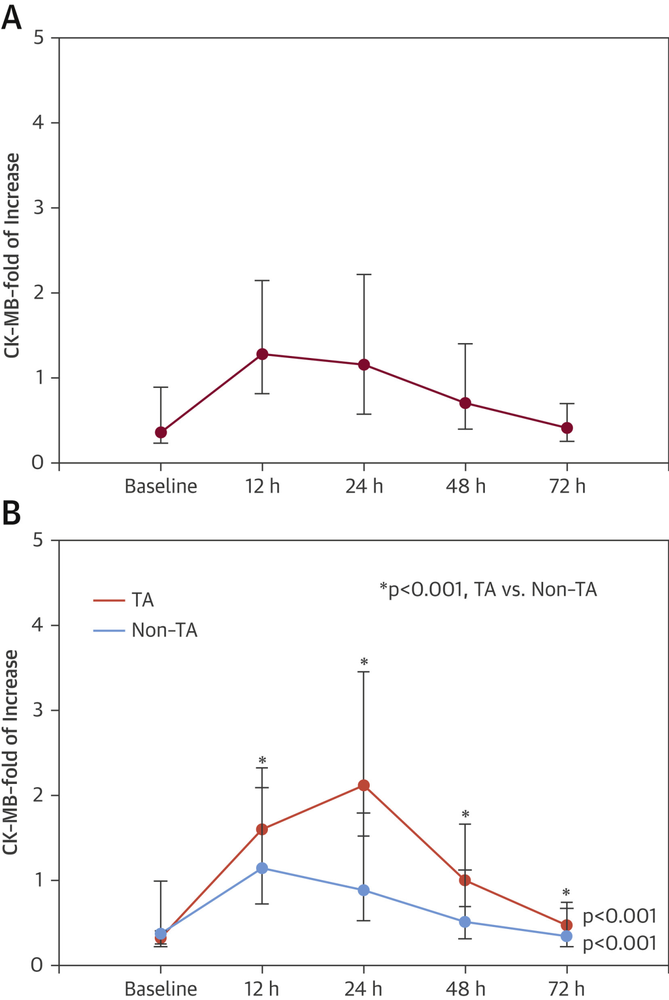 A
5
4
3
2
1
0
CK-MB-fold of Increase
Baseline 12 h 24 h 48 h 72 h
B
5
4
3
2
1
0
CK-MB-fold of Increase
TA
Non-TA
*p<0.001, TA vs. Non-TA
*
*
*
*
p<0.001
p<0.001
Baseline 12 h 24 h 48 h 72 h